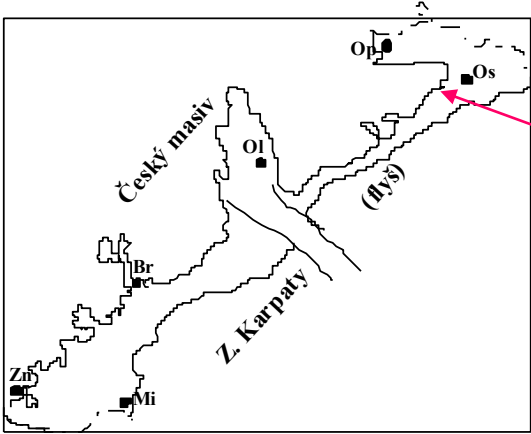 Op
Os
Český masiv
Ol
(flyš)
Br
Z. Karpaty
Zn
Mi